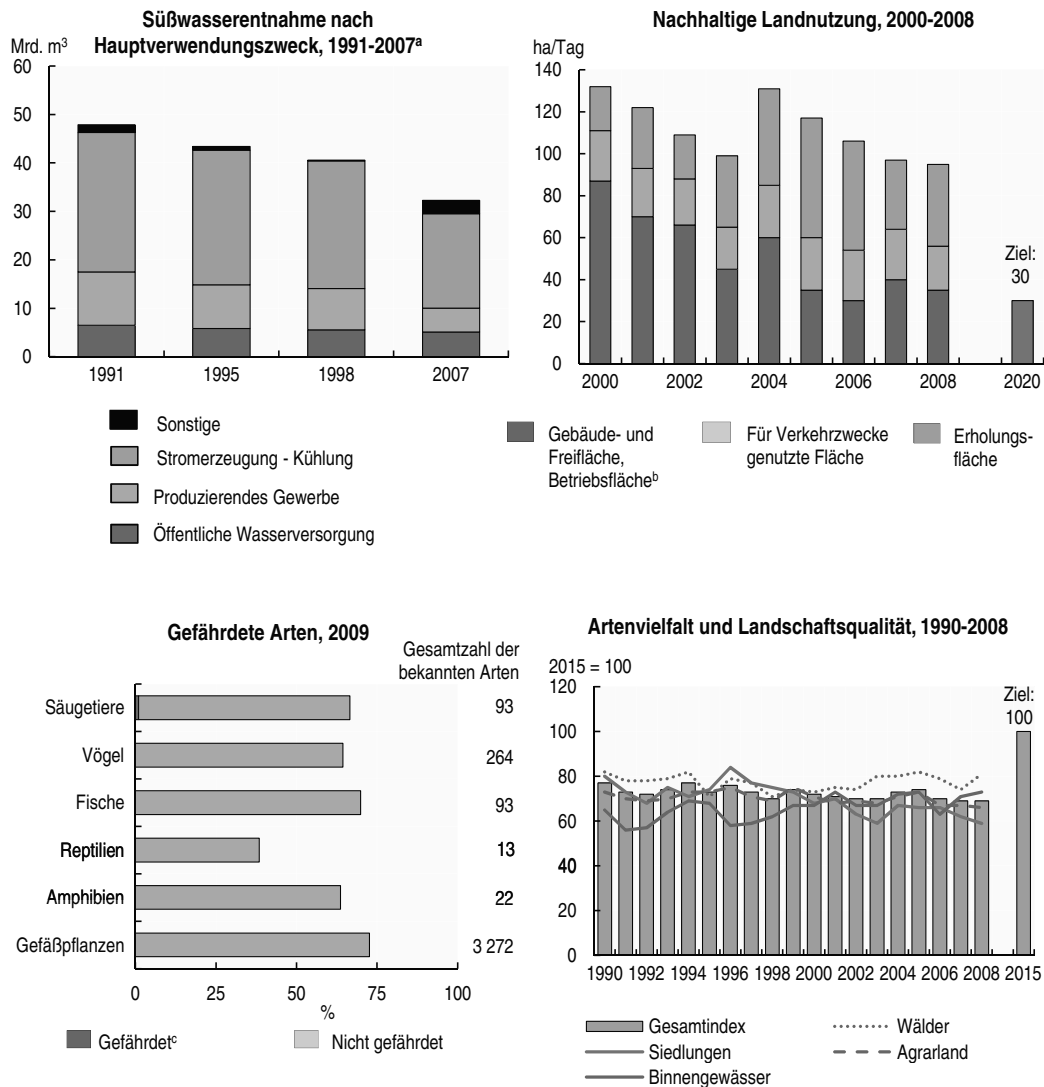 Süßwasserentnahme nach
Hauptverwendungszweck, 1991-2007ᵃ
Mrd. m³
60
50
40
30
20
10
0
1991 1995 1998 2007
Sonstige
Stromerzeugung - Kühlung
Produzierendes Gewerbe
Öffentliche Wasserversorgung
Nachhaltige Landnutzung, 2000-2008
ha/Tag
140
120
100
80
60
40
20
0
Ziel:
30
2000 2002 2004 2006 2008 2020
Gebäude- und
Freifläche,
Betriebsflächeᵇ
Für Verkehrzwecke
genutzte Fläche
Erholungs-
fläche
Gefährdete Arten, 2009
Gesamtzahl der
bekannten Arten
Säugetiere 93
Vögel 264
Fische 93
Reptilien 13
Amphibien 22
Gefäßpflanzen 3 272
0 25 50 75 100
%
Gefährdetᶜ Nicht gefährdet
Artenvielfalt und Landschaftsqualität, 1990-2008
2015 = 100
120
100
80
60
40
20
0
Ziel:
100
1990 1992 1994 1996 1998 2000 2002 2004 2006 2008 2015
Gesamtindex Wälder
Siedlungen Agrarland
Binnengewässer